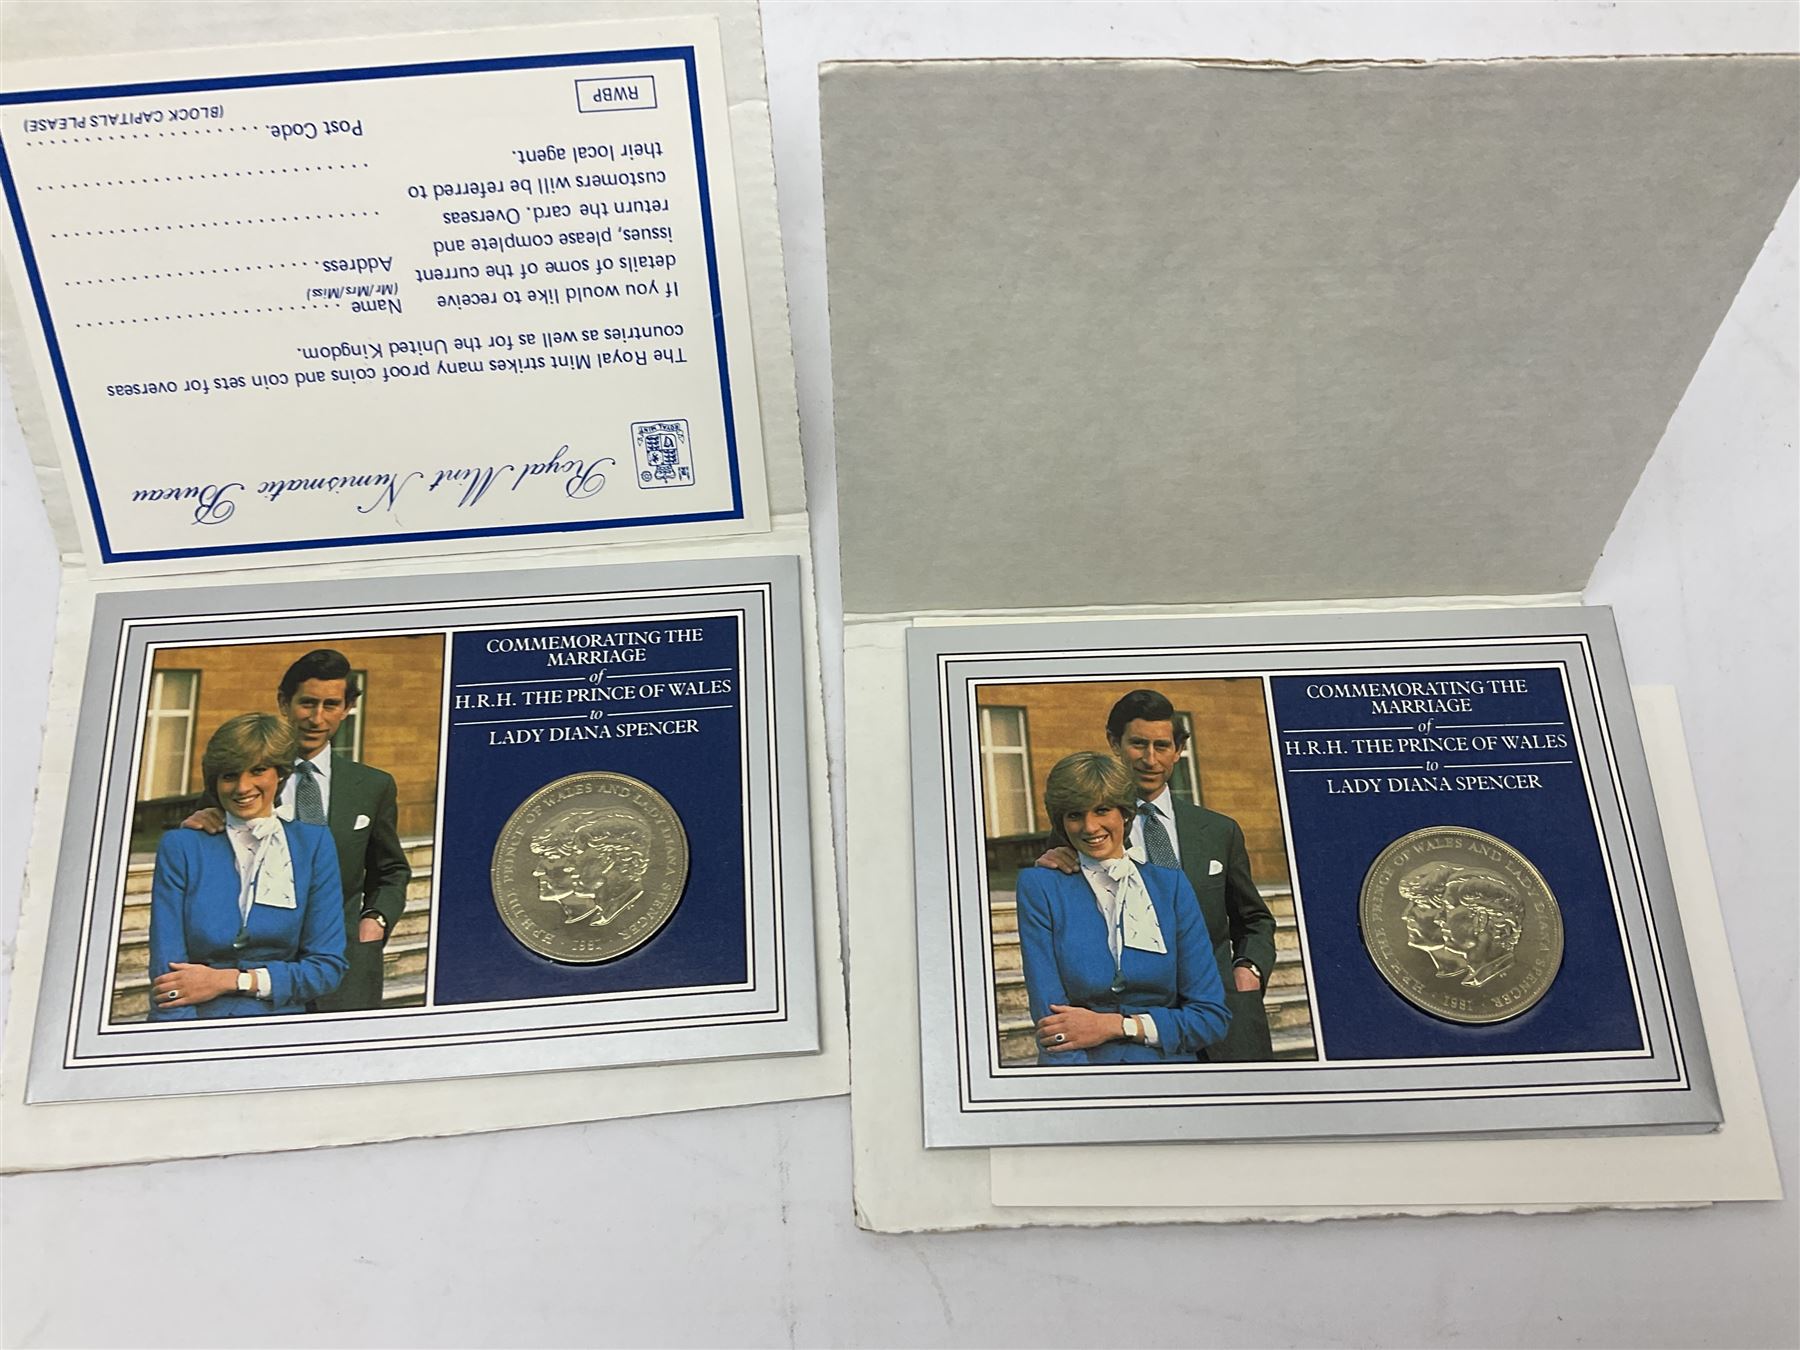 Royal Mint Numismatic Bureau
ROYAL MINT
The Royal Mint strikes many proof coins and coin sets for overseas
countries as well as for the United Kingdom.
If you would like to receive
details of some of the current
issues, please complete and
return the card. Overseas
customers will be referred to
their local agent.
Name
(Mr/Mrs/Miss)
Address
Post Code
(BLOCK CAPITALS PLEASE)
RWBP
COMMEMORATING THE
MARRIAGE
of
H.R.H. THE PRINCE OF WALES
to
LADY DIANA SPENCER
H.R.H. THE PRINCE OF WALES AND LADY DIANA SPENCER · 1981 ·
COMMEMORATING THE
MARRIAGE
of
H.R.H. THE PRINCE OF WALES
to
LADY DIANA SPENCER
H.R.H. THE PRINCE OF WALES AND LADY DIANA SPENCER · 1981 ·